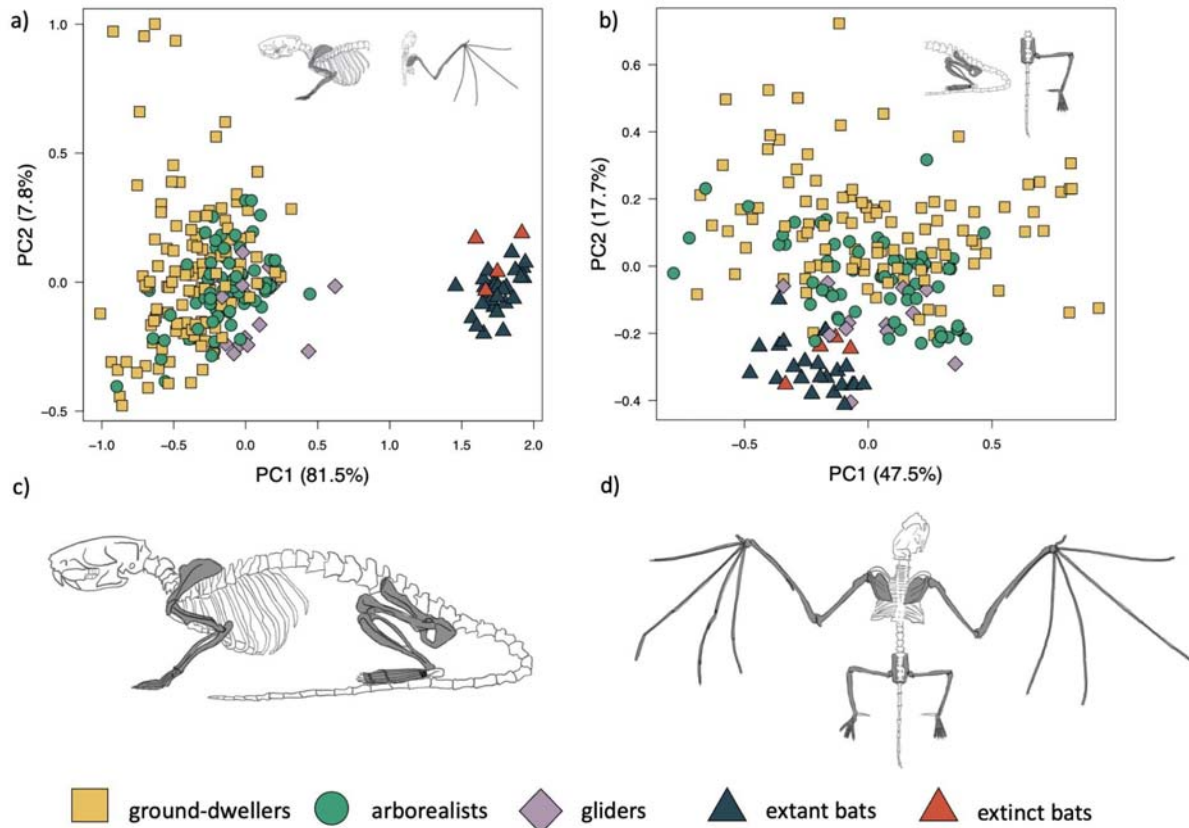 a)
1.0
0.5
0.0
−0.5
PC2 (7.8%)
−1.0 −0.5 0.0 0.5 1.0 1.5 2.0
PC1 (81.5%)
b)
0.6
0.4
0.2
0.0
−0.2
−0.4
PC2 (17.7%)
−0.5 0.0 0.5
PC1 (47.5%)
c)
d)
ground-dwellers arborealists gliders extant bats extinct bats